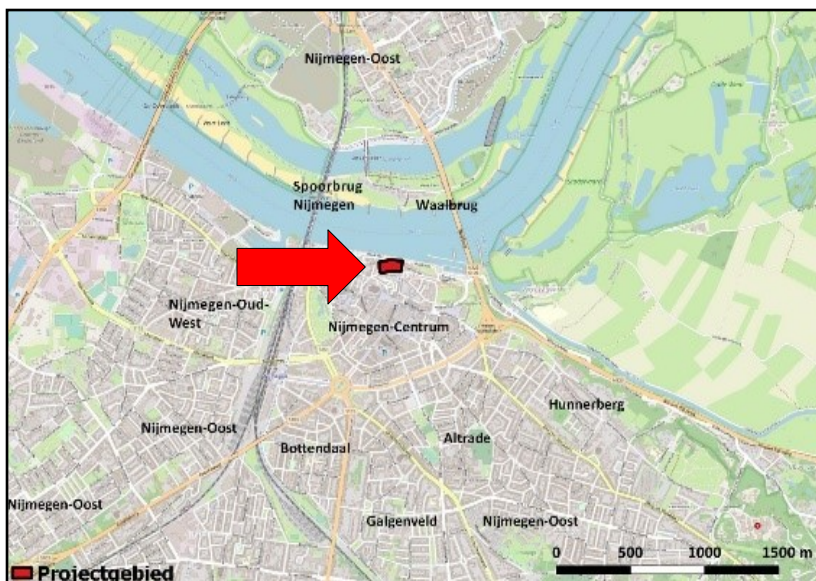 Nijmegen-Oost
Spoorbrug
Nijmegen
Waalbrug
Nijmegen-Oud-
West
Nijmegen-Centrum
Hunnerberg
Nijmegen-Oost
Bottendaal
Altrade
Nijmegen-Oost
Galgenveld
Nijmegen-Oost
0 500 1000 1500 m
Projectgebied